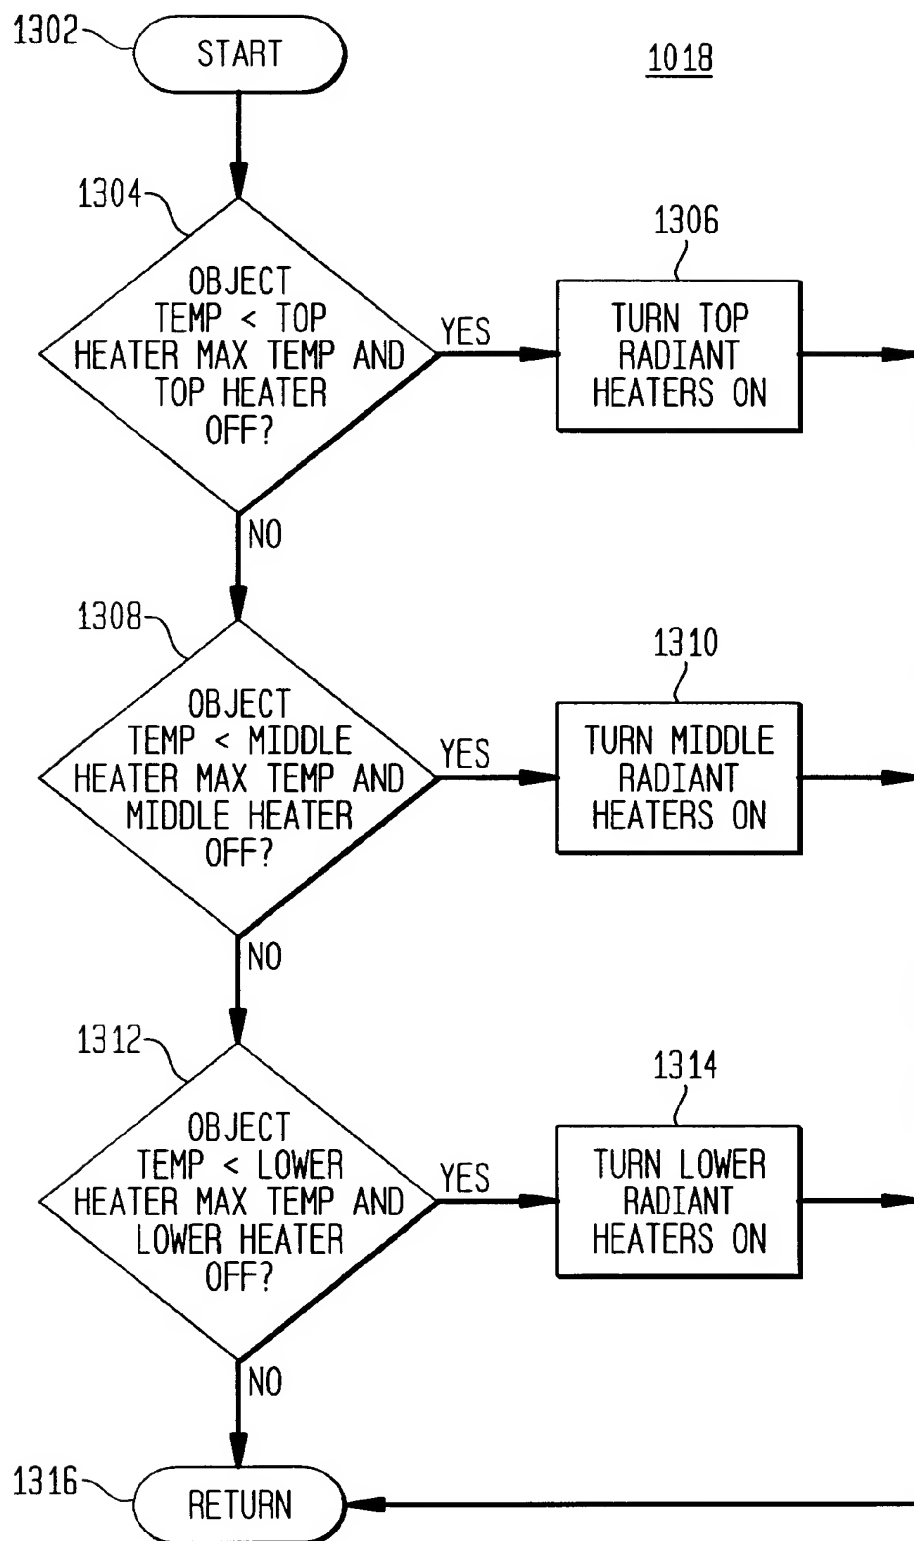 1302
START
1018
1304
OBJECT
TEMP < TOP
HEATER MAX TEMP AND
TOP HEATER
OFF?
YES
1306
TURN TOP
RADIANT
HEATERS ON
NO
1308
OBJECT
TEMP < MIDDLE
HEATER MAX TEMP AND
MIDDLE HEATER
OFF?
YES
1310
TURN MIDDLE
RADIANT
HEATERS ON
NO
1312
OBJECT
TEMP < LOWER
HEATER MAX TEMP AND
LOWER HEATER
OFF?
YES
1314
TURN LOWER
RADIANT
HEATERS ON
NO
1316
RETURN